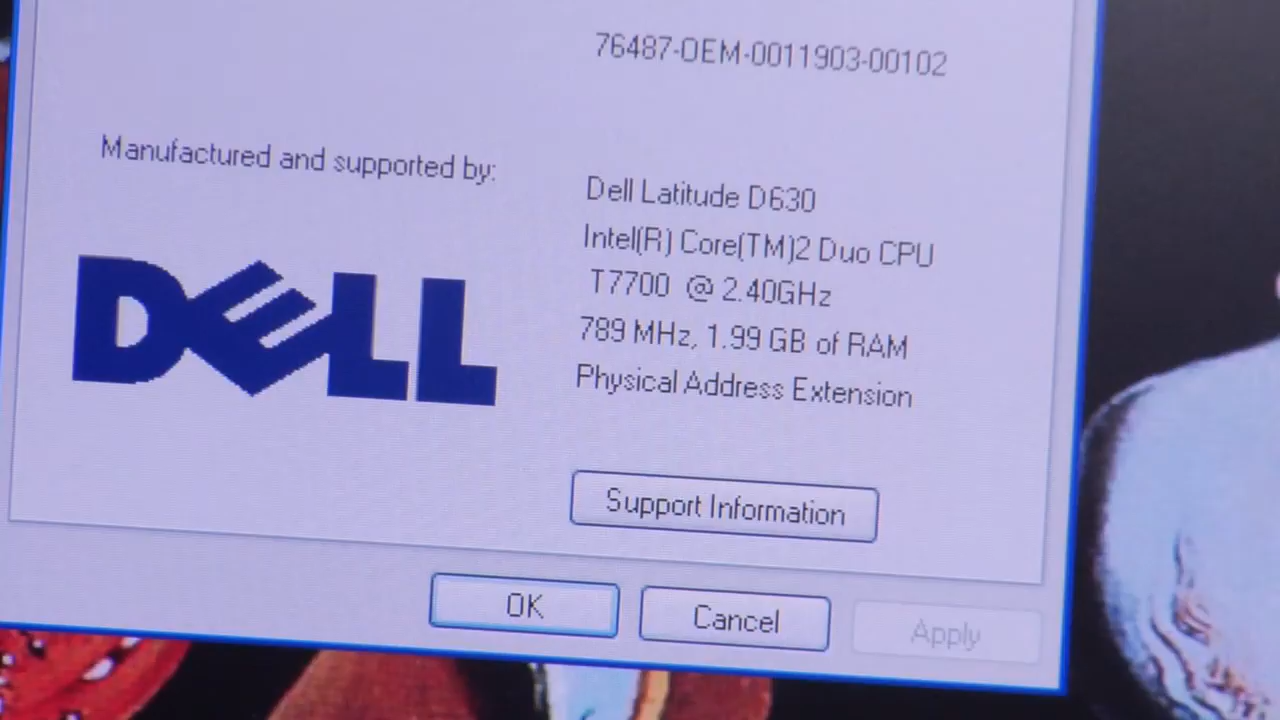 76487-OEM-0011903-00102
Manufactured and supported by:
DELL
Dell Latitude D630
Intel(R) Core(TM)2 Duo CPU
T7700 @ 2.40GHz
789 MHz, 1.99 GB of RAM
Physical Address Extension
Support Information
OK
Cancel
Apply